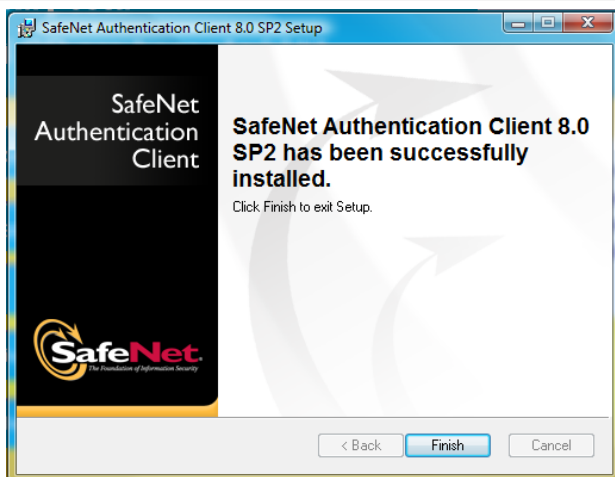 SafeNet Authentication Client 8.0 SP2 Setup
SafeNet
Authentication
Client
SafeNet Authentication Client 8.0
SP2 has been successfully
installed.
Click Finish to exit Setup.
SafeNet.
The Foundation of Information Security
< Back
Finish
Cancel